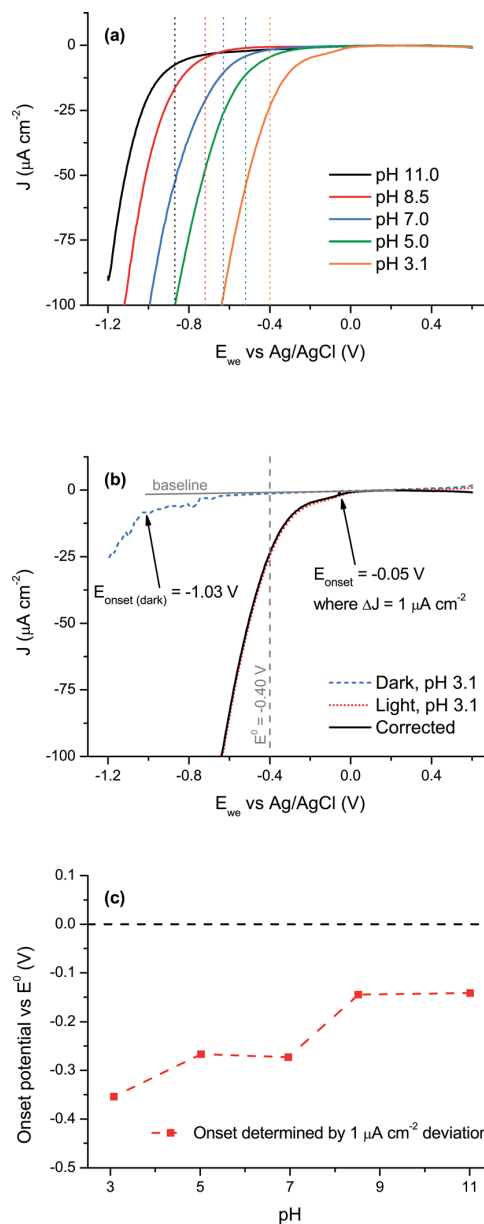 (a)
0
-25
-50
-75
-100
J (µA cm⁻²)
pH 11.0
pH 8.5
pH 7.0
pH 5.0
pH 3.1
-1.2 -0.8 -0.4 0.0 0.4
E_we vs Ag/AgCl (V)
(b)
baseline
0
-25
-50
-75
-100
J (µA cm⁻²)
E_onset (dark) = -1.03 V
E_onset = -0.05 V
where ΔJ = 1 µA cm⁻²
E⁰ = -0.40 V
Dark, pH 3.1
Light, pH 3.1
Corrected
-1.2 -0.8 -0.4 0.0 0.4
E_we vs Ag/AgCl (V)
(c)
0.1
0.0
-0.1
-0.2
-0.3
-0.4
-0.5
Onset potential vs E⁰ (V)
Onset determined by 1 µA cm⁻² deviation
3 5 7 9 11
pH